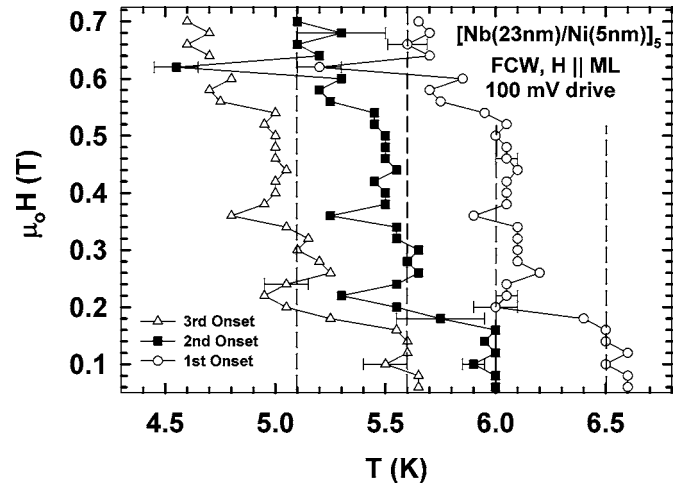 0.7
0.6
0.5
0.4
0.3
0.2
0.1
μₒH (T)
[Nb(23nm)/Ni(5nm)]₅
FCW, H || ML
100 mV drive
3rd Onset
2nd Onset
1st Onset
4.5 5.0 5.5 6.0 6.5
T (K)